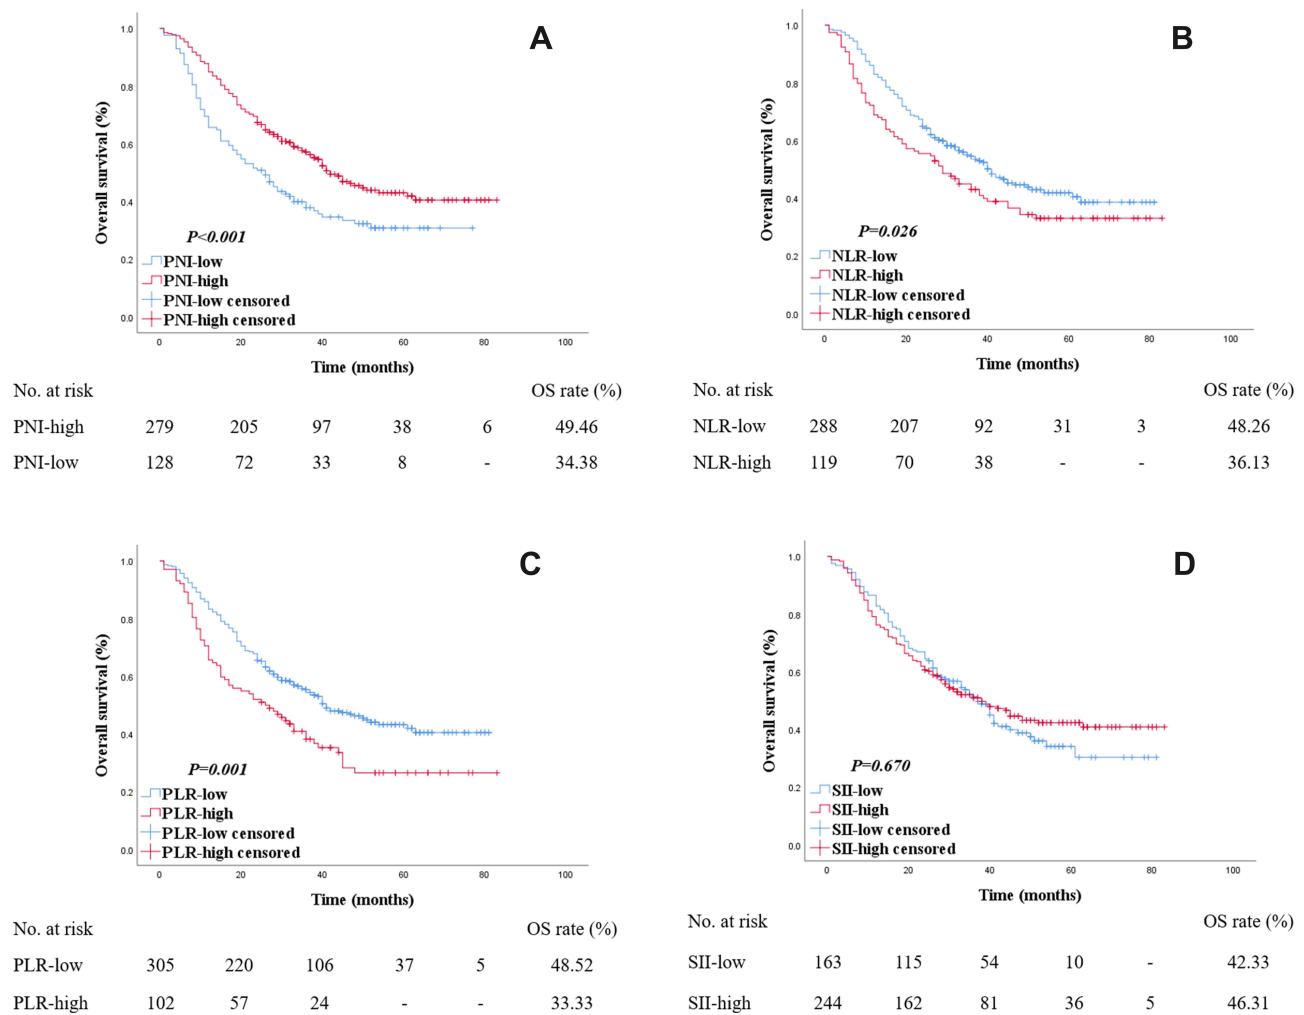 A
1.0
0.8
0.6
0.4
0.2
0.0
Overall survival (%)
P<0.001
PNI-low
PNI-high
PNI-low censored
PNI-high censored
0 20 40 60 80 100
Time (months)
No. at risk OS rate (%)
PNI-high 279 205 97 38 6 49.46
PNI-low 128 72 33 8 - 34.38
B
1.0
0.8
0.6
0.4
0.2
0.0
Overall survival (%)
P=0.026
NLR-low
NLR-high
NLR-low censored
NLR-high censored
0 20 40 60 80 100
Time (months)
No. at risk OS rate (%)
NLR-low 288 207 92 31 3 48.26
NLR-high 119 70 38 - - 36.13
C
1.0
0.8
0.6
0.4
0.2
0.0
Overall survival (%)
P=0.001
PLR-low
PLR-high
PLR-low censored
PLR-high censored
0 20 40 60 80 100
Time (months)
No. at risk OS rate (%)
PLR-low 305 220 106 37 5 48.52
PLR-high 102 57 24 - - 33.33
D
1.0
0.8
0.6
0.4
0.2
0.0
Overall survival (%)
P=0.670
SII-low
SII-high
SII-low censored
SII-high censored
0 20 40 60 80 100
Time (months)
No. at risk OS rate (%)
SII-low 163 115 54 10 - 42.33
SII-high 244 162 81 36 5 46.31